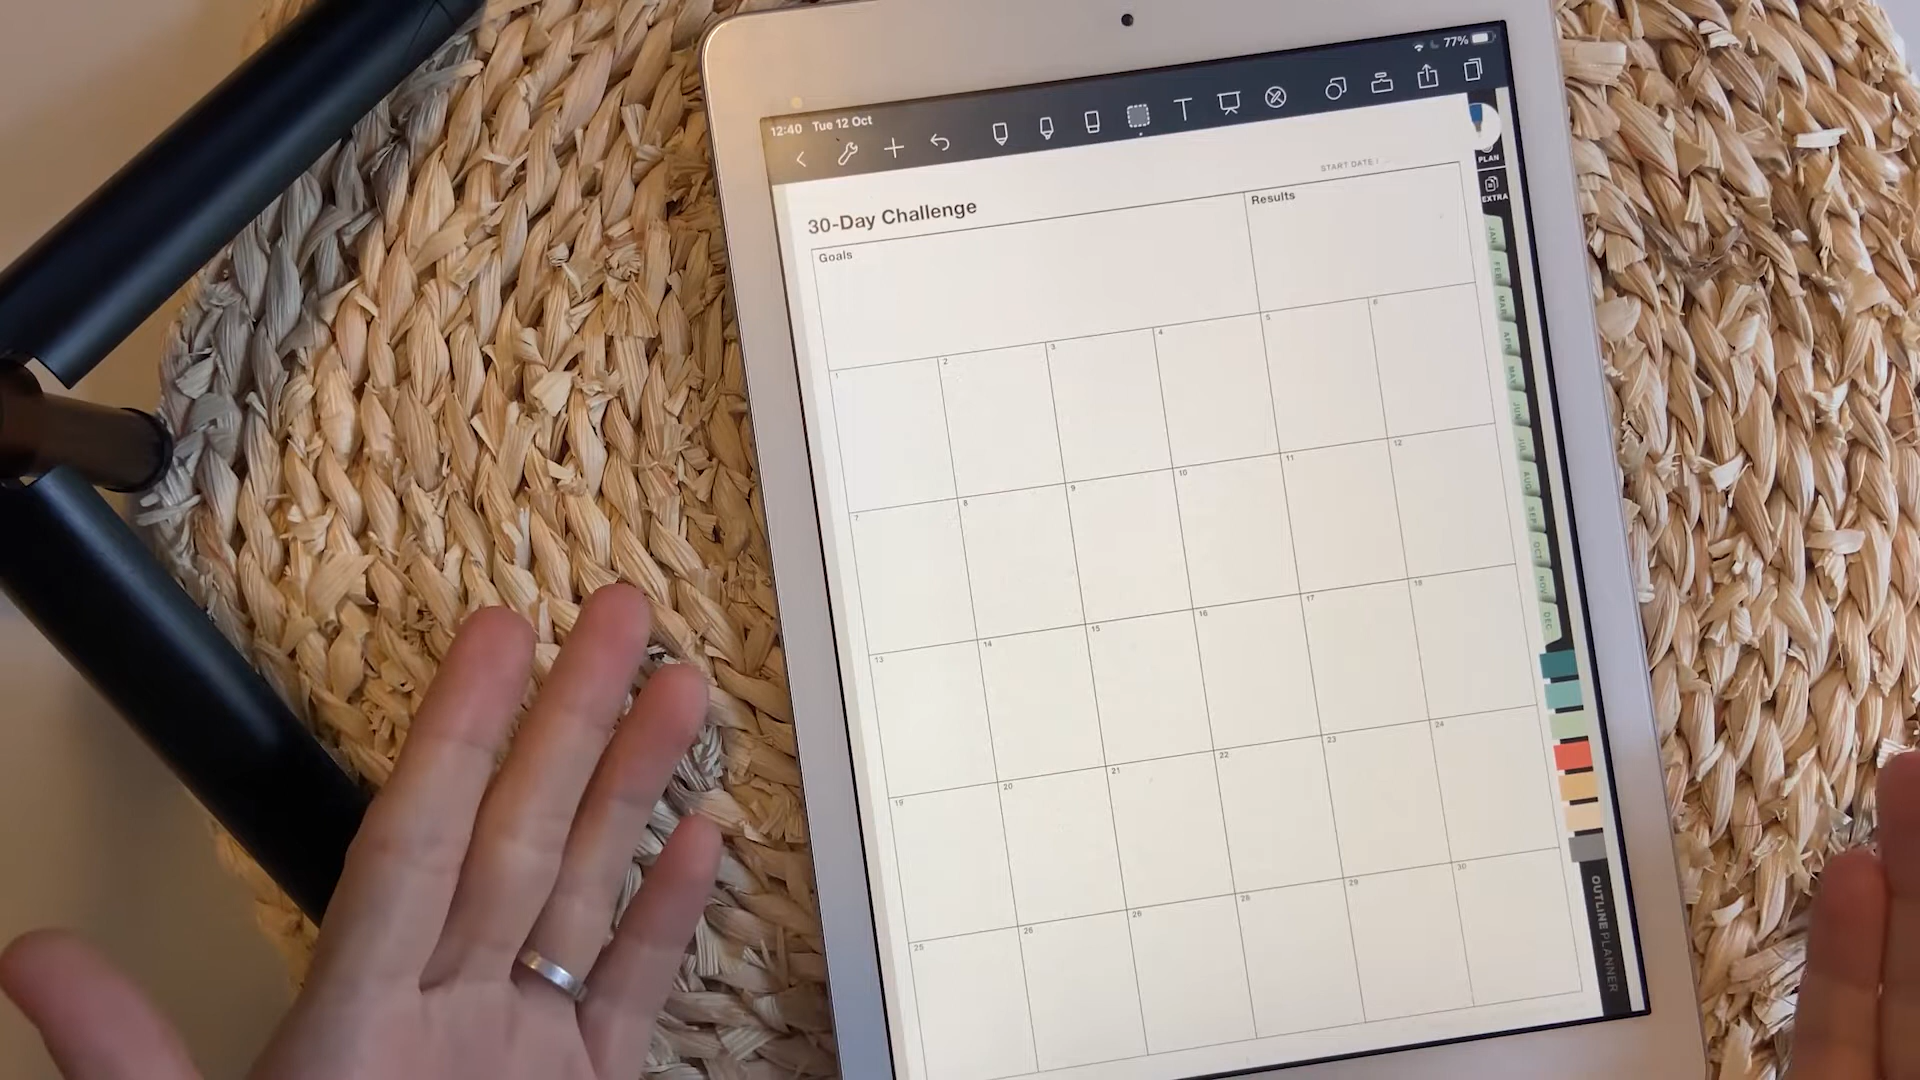 77%
12:40 Tue 12 Oct
START DATE:
PLAN
EXTRA
30-Day Challenge
Goals
Results
1 2 3 4 5 6
7 8 9 10 11 12
13 14 15 16 17 18
19 20 21 22 23 24
25 26 26 28 29 30
JAN
FEB
MAR
APR
MAY
JUN
JUL
AUG
SEP
OCT
NOV
DEC
OUTLINE PLANNER